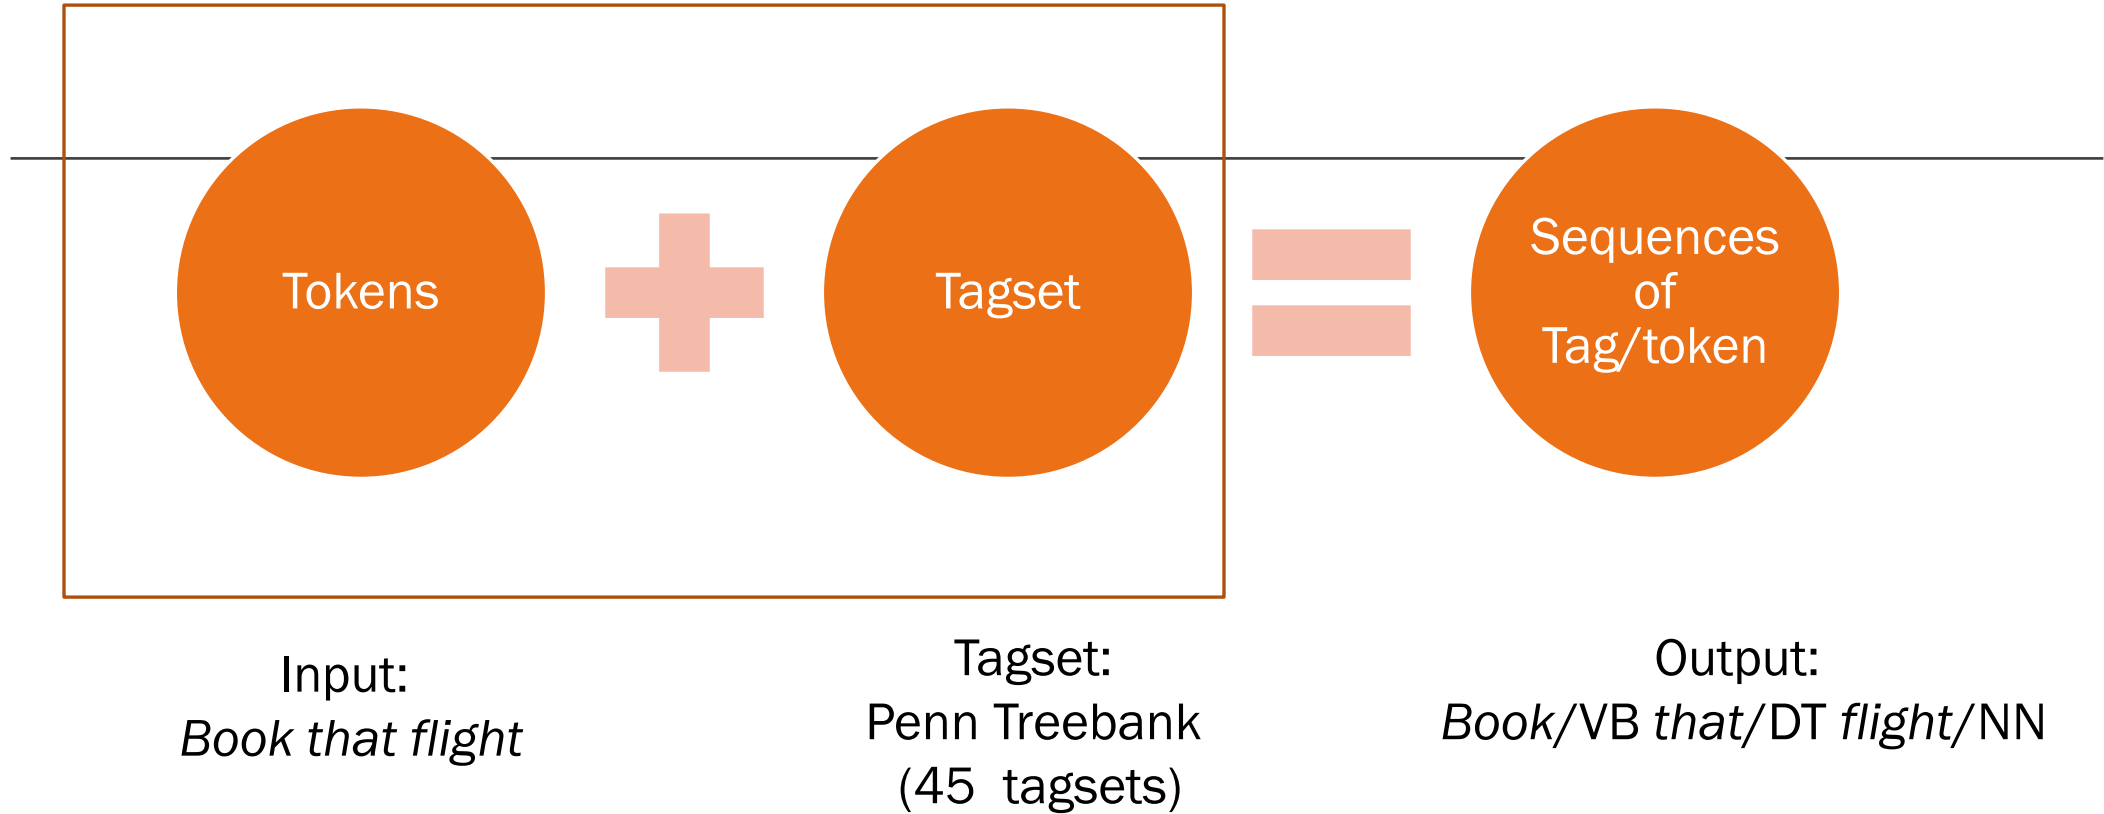 Tokens
Tagset
Sequences
of
Tag/token
Input:
Book that flight
Tagset:
Penn Treebank
(45 tagsets)
Output:
Book/VB that/DT flight/NN